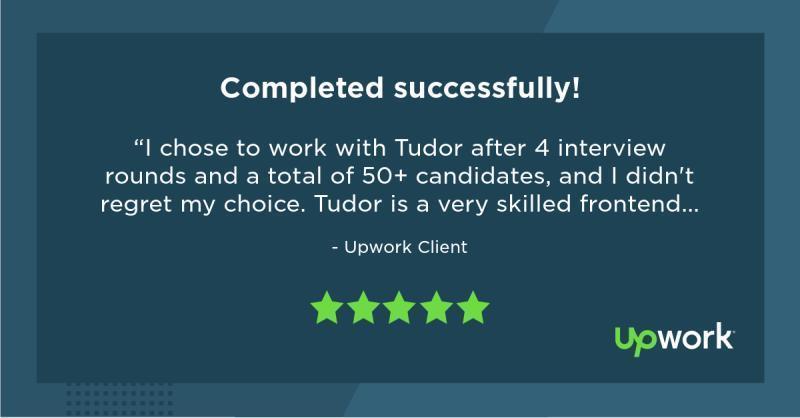 Completed successfully!
“I chose to work with Tudor after 4 interview
rounds and a total of 50+ candidates, and I didn't
regret my choice. Tudor is a very skilled frontend...
- Upwork Client
upwork